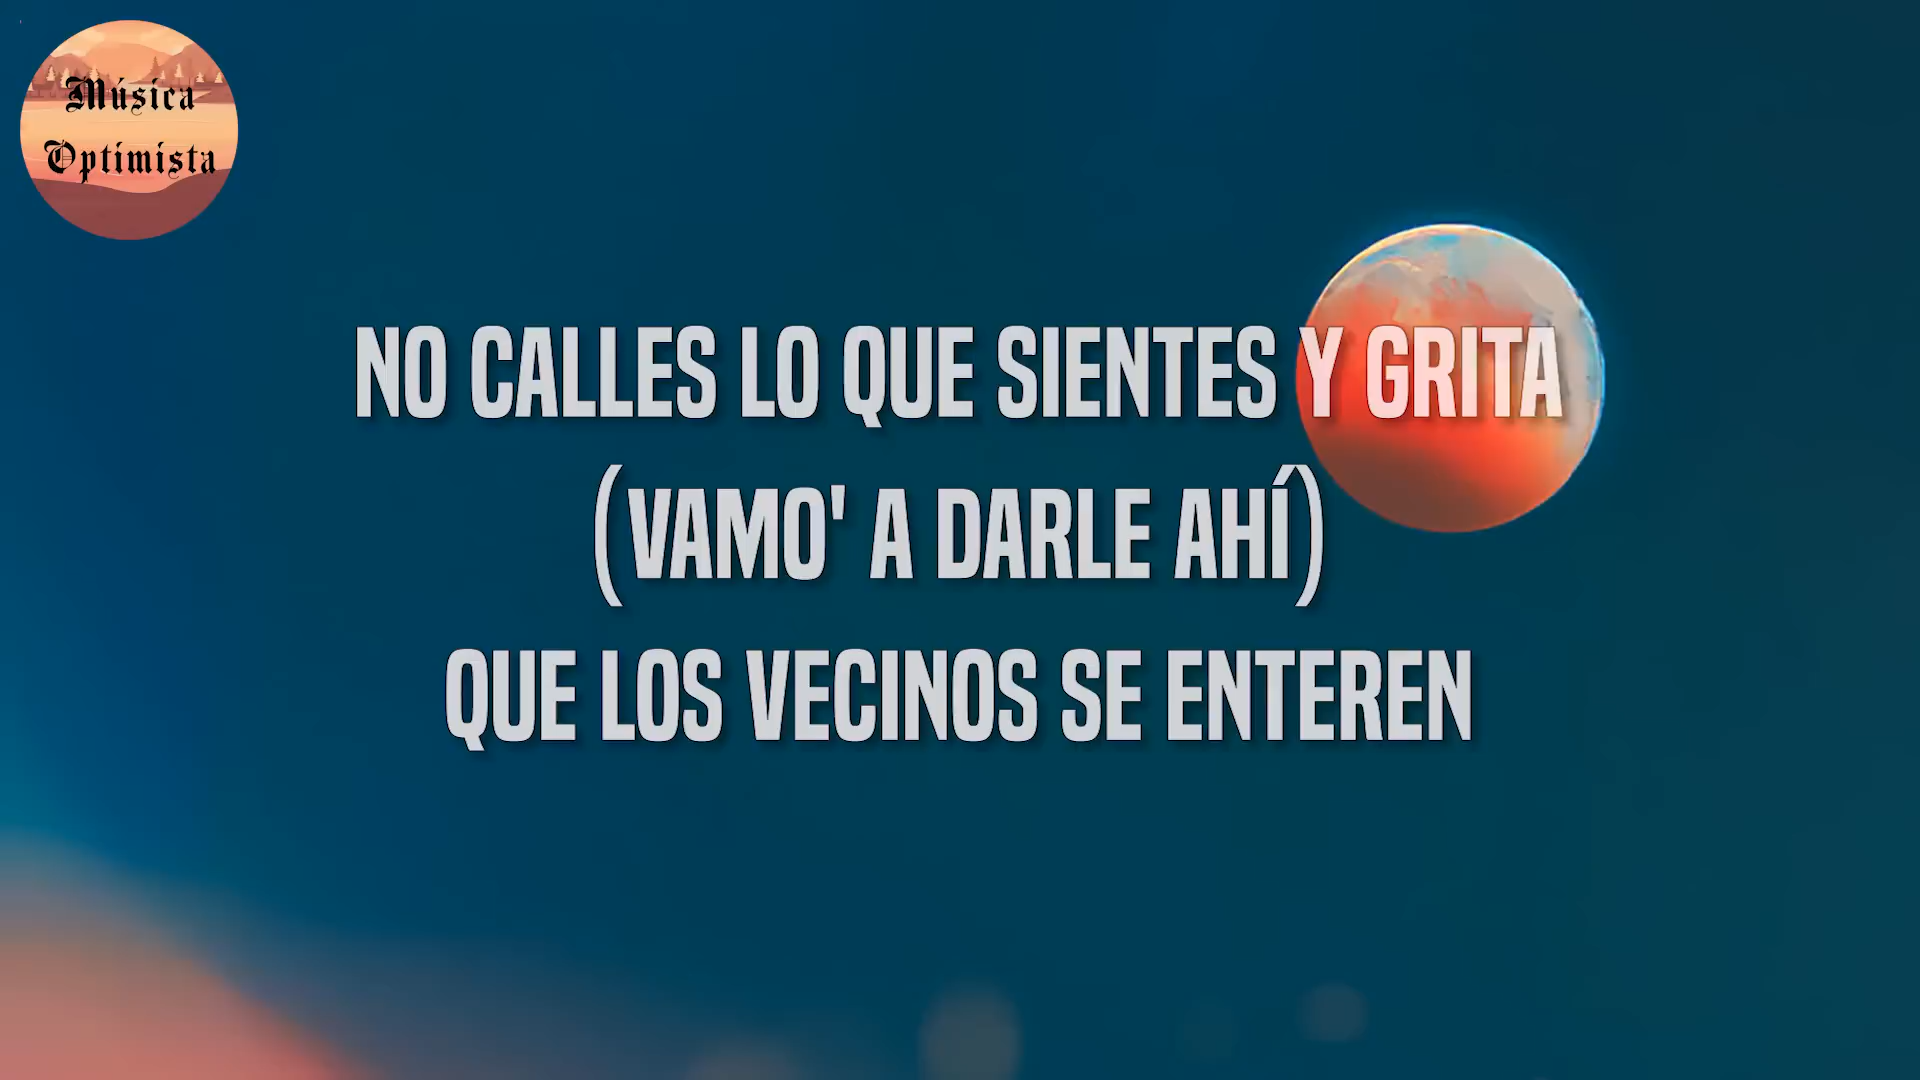 Música
Optimista
NO CALLES LO QUE SIENTES Y GRITA
(VAMO' A DARLE AHÍ)
QUE LOS VECINOS SE ENTEREN